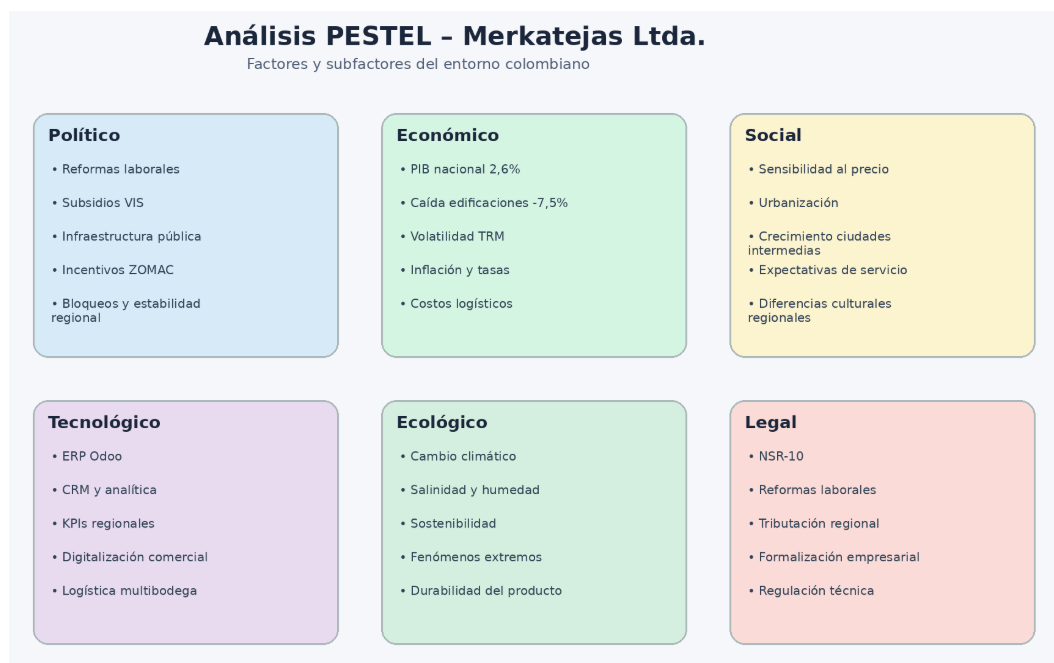 Análisis PESTEL – Merkatejas Ltda.
Factores y subfactores del entorno colombiano
Político
• Reformas laborales
• Subsidios VIS
• Infraestructura pública
• Incentivos ZOMAC
• Bloqueos y estabilidad
regional
Económico
• PIB nacional 2,6%
• Caída edificaciones -7,5%
• Volatilidad TRM
• Inflación y tasas
• Costos logísticos
Social
• Sensibilidad al precio
• Urbanización
• Crecimiento ciudades
intermedias
• Expectativas de servicio
• Diferencias culturales
regionales
Tecnológico
• ERP Odoo
• CRM y analítica
• KPIs regionales
• Digitalización comercial
• Logística multibodega
Ecológico
• Cambio climático
• Salinidad y humedad
• Sostenibilidad
• Fenómenos extremos
• Durabilidad del producto
Legal
• NSR-10
• Reformas laborales
• Tributación regional
• Formalización empresarial
• Regulación técnica